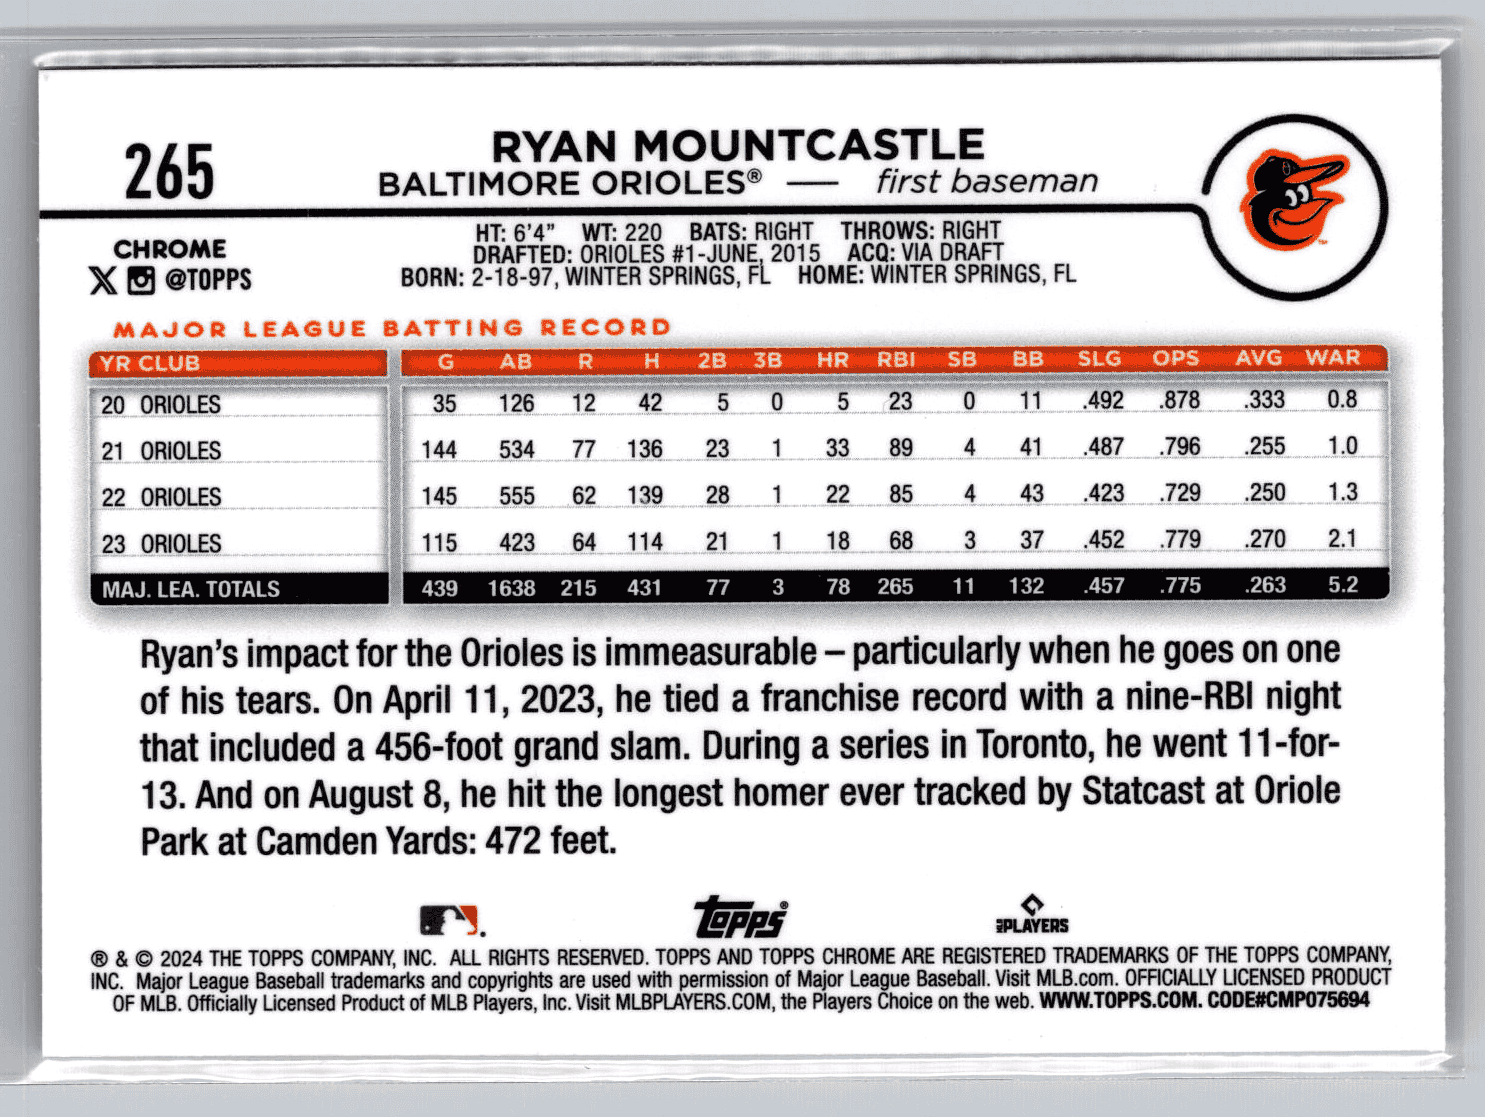 265
RYAN MOUNTCASTLE
BALTIMORE ORIOLES® — first baseman
CHROME
@TOPPS
HT: 6'4" WT: 220 BATS: RIGHT THROWS: RIGHT
DRAFTED: ORIOLES #1-JUNE, 2015 ACQ: VIA DRAFT
BORN: 2-18-97, WINTER SPRINGS, FL HOME: WINTER SPRINGS, FL
MAJOR LEAGUE BATTING RECORD
YR CLUB G AB R H 2B 3B HR RBI SB BB SLG OPS AVG WAR
20 ORIOLES 35 126 12 42 5 0 5 23 0 11 .492 .878 .333 0.8
21 ORIOLES 144 534 77 136 23 1 33 89 4 41 .487 .796 .255 1.0
22 ORIOLES 145 555 62 139 28 1 22 85 4 43 .423 .729 .250 1.3
23 ORIOLES 115 423 64 114 21 1 18 68 3 37 .452 .779 .270 2.1
MAJ. LEA. TOTALS 439 1638 215 431 77 3 78 265 11 132 .457 .775 .263 5.2
Ryan's impact for the Orioles is immeasurable – particularly when he goes on one
of his tears. On April 11, 2023, he tied a franchise record with a nine-RBI night
that included a 456-foot grand slam. During a series in Toronto, he went 11-for-
13. And on August 8, he hit the longest homer ever tracked by Statcast at Oriole
Park at Camden Yards: 472 feet.
Topps®
PLAYERS
® & © 2024 THE TOPPS COMPANY, INC. ALL RIGHTS RESERVED. TOPPS AND TOPPS CHROME ARE REGISTERED TRADEMARKS OF THE TOPPS COMPANY,
INC. Major League Baseball trademarks and copyrights are used with permission of Major League Baseball. Visit MLB.com. OFFICIALLY LICENSED PRODUCT
OF MLB. Officially Licensed Product of MLB Players, Inc. Visit MLBPLAYERS.COM, the Players Choice on the web. WWW.TOPPS.COM. CODE#CMP075694